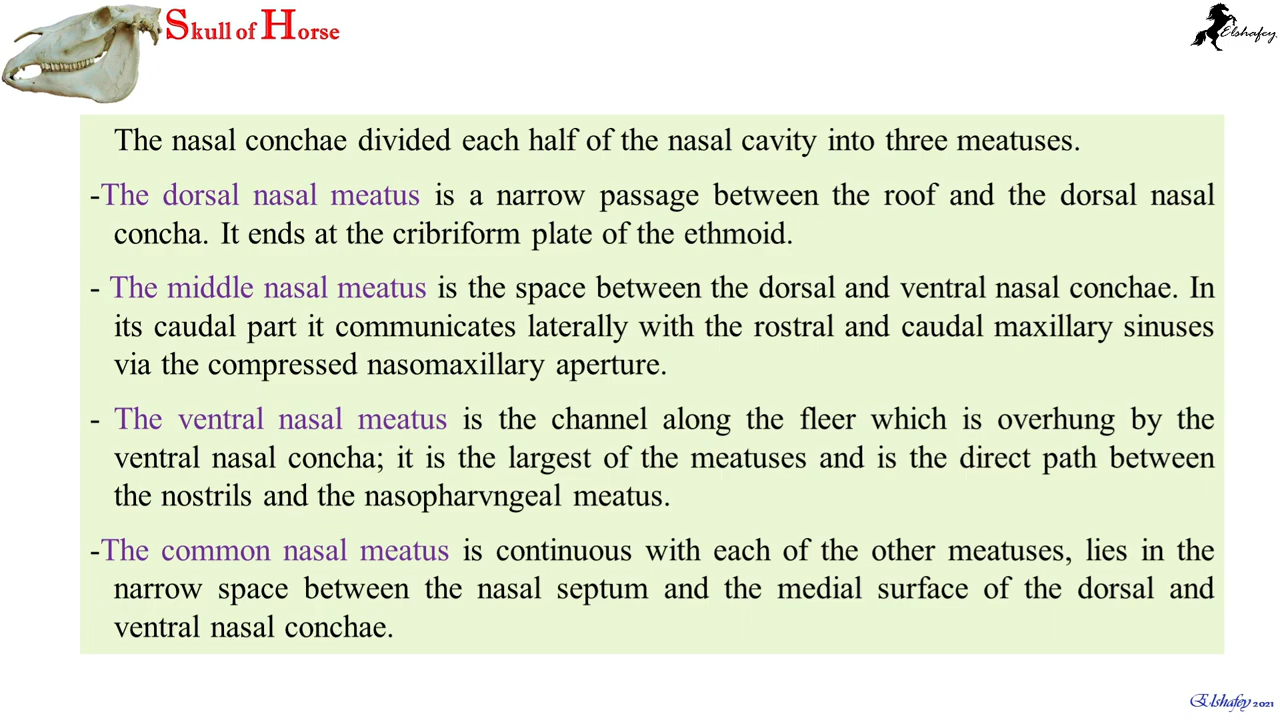 Skull of Horse
Elshafey
The nasal conchae divided each half of the nasal cavity into three meatuses.
-The dorsal nasal meatus is a narrow passage between the roof and the dorsal nasal
concha. It ends at the cribriform plate of the ethmoid.
- The middle nasal meatus is the space between the dorsal and ventral nasal conchae. In
its caudal part it communicates laterally with the rostral and caudal maxillary sinuses
via the compressed nasomaxillary aperture.
- The ventral nasal meatus is the channel along the fleer which is overhung by the
ventral nasal concha; it is the largest of the meatuses and is the direct path between
the nostrils and the nasopharvngeal meatus.
-The common nasal meatus is continuous with each of the other meatuses, lies in the
narrow space between the nasal septum and the medial surface of the dorsal and
ventral nasal conchae.
Elshafey 2021